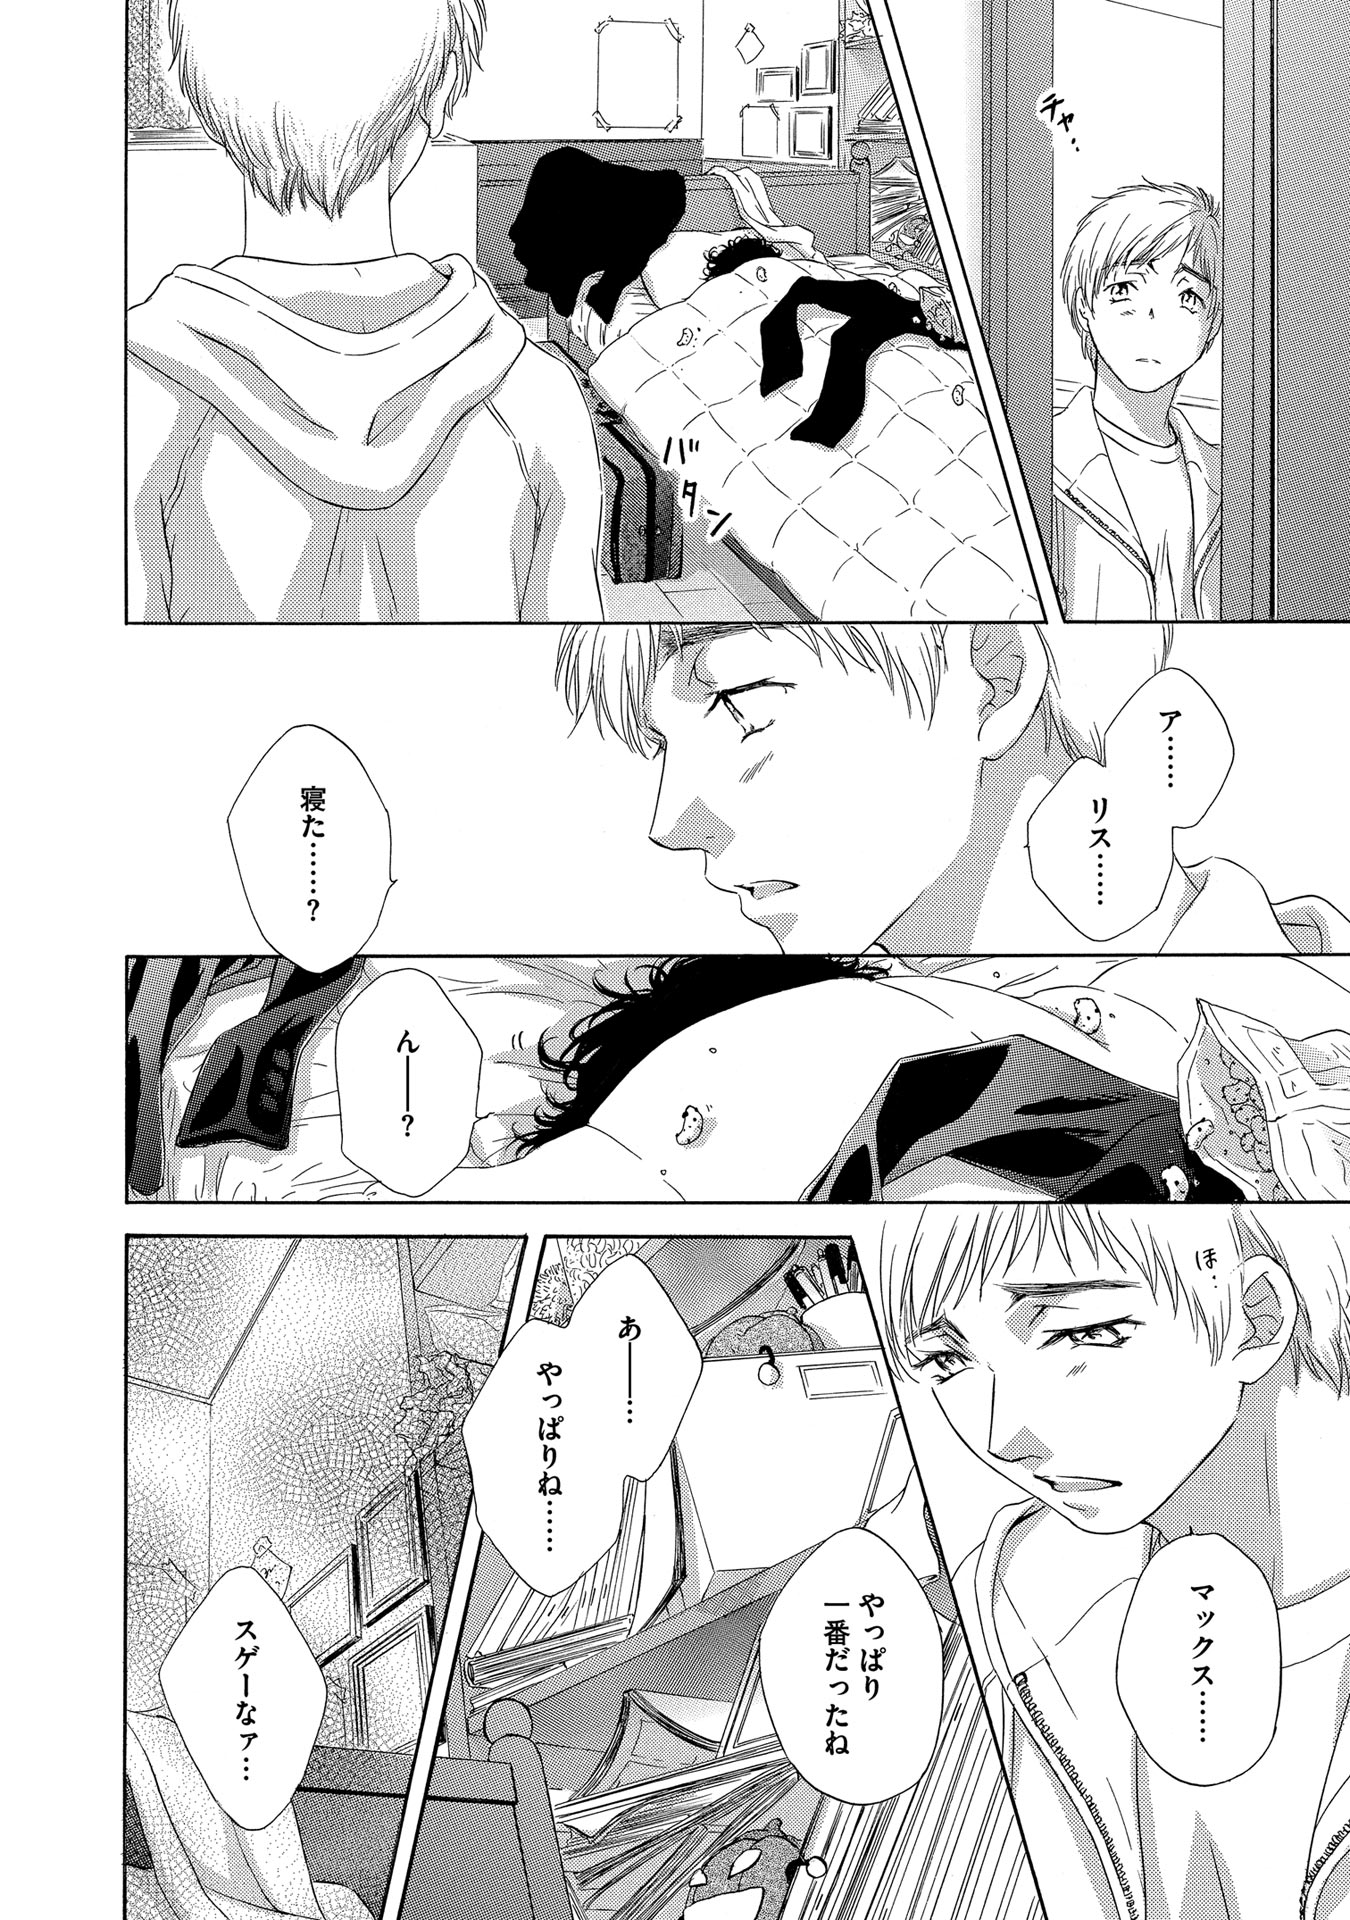 チャ‥
バタン
ア……
リス……
寝た……？
ん――？
ほ‥
マックス……
やっぱり
一番だったね
あ――…
やっぱりね……
スゲーなァ…